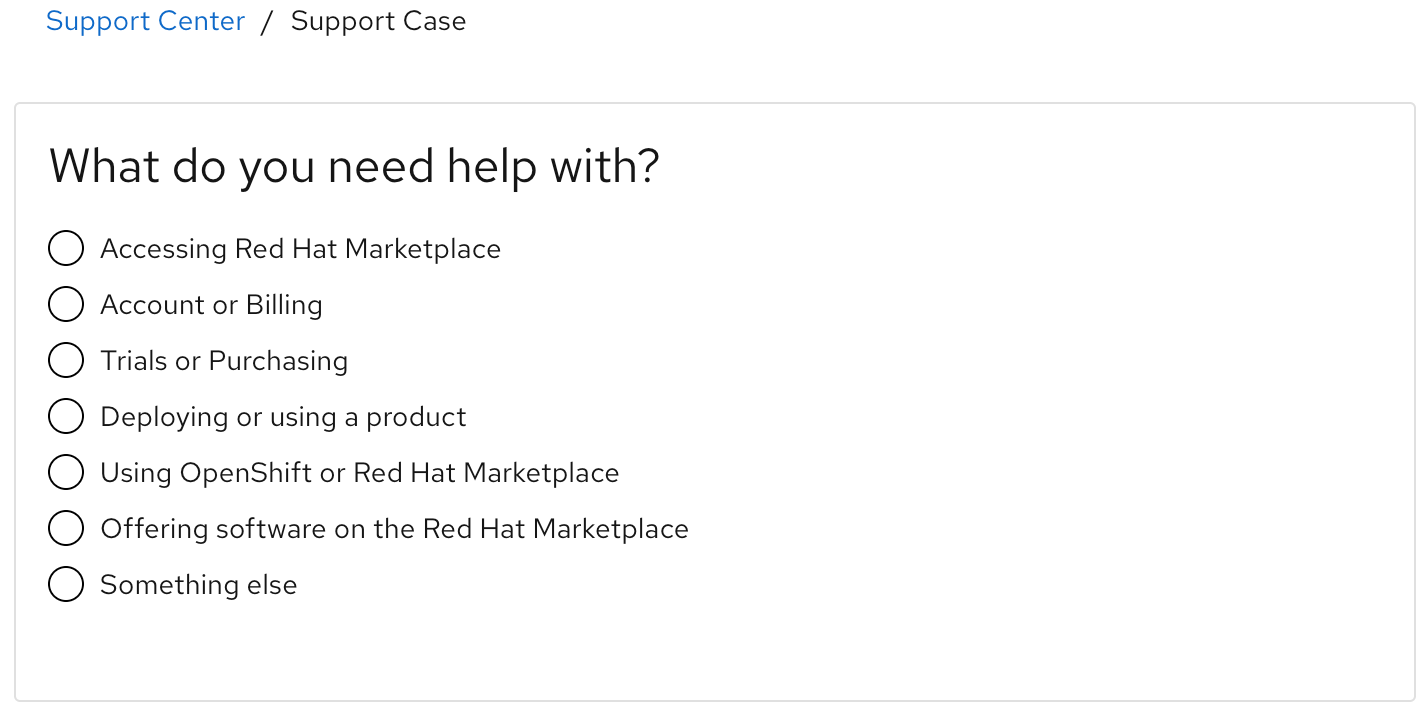 Support Center / Support Case
What do you need help with?
Accessing Red Hat Marketplace
Account or Billing
Trials or Purchasing
Deploying or using a product
Using OpenShift or Red Hat Marketplace
Offering software on the Red Hat Marketplace
Something else